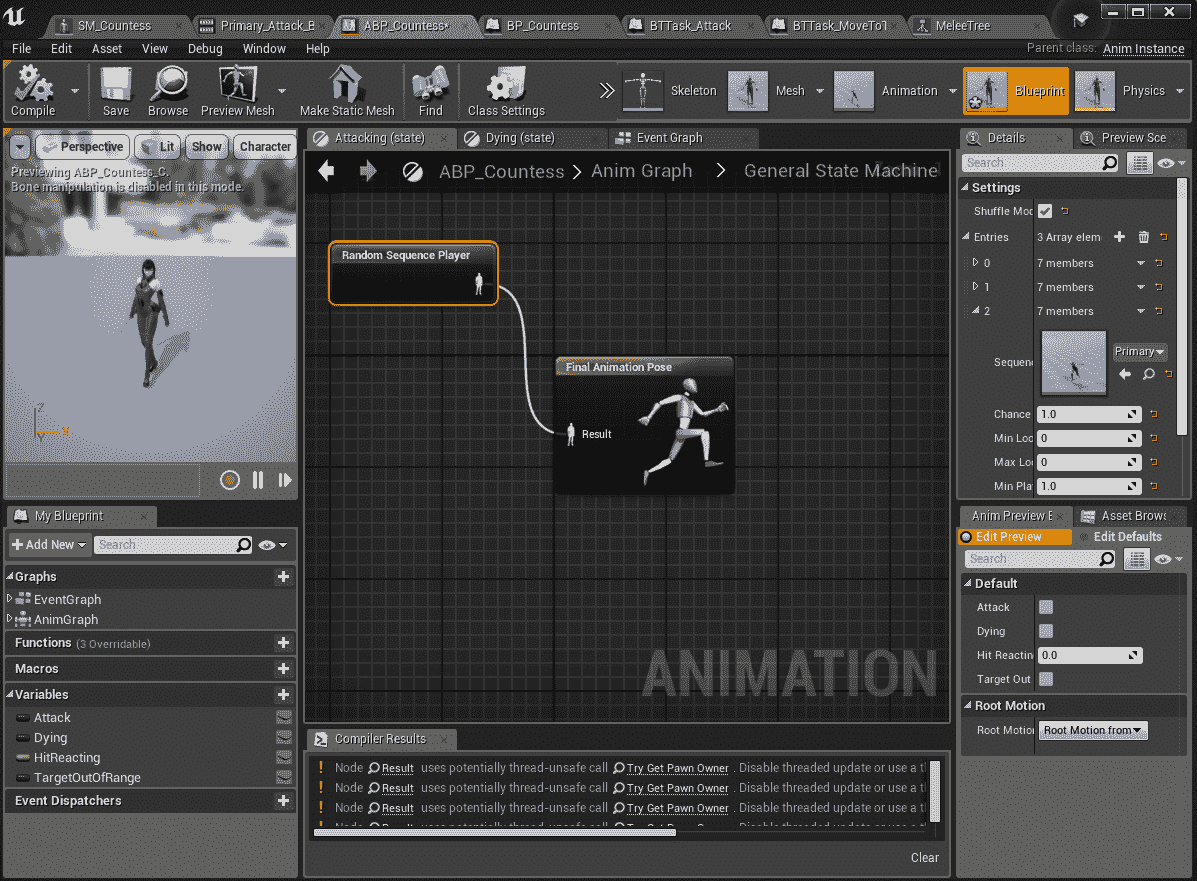 SM_Countess
Primary_Attack_B
ABP_Countess*
BP_Countess
BTTask_Attack
BTTask_MoveToT
MeleeTree
File Edit Asset View Debug Window Help
Parent class: Anim Instance
Compile
Save
Browse
Preview Mesh
Make Static Mesh
Find
Class Settings
Skeleton
Mesh
Animation
Blueprint
Physics
Perspective
Lit
Show
Character
Previewing ABP_Countess_C.
Bone manipulation is disabled in this mode.
Z
Y
X
Attacking (state)
Dying (state)
Event Graph
ABP_Countess > Anim Graph > General State Machine
Random Sequence Player
Final Animation Pose
Result
ANIMATION
Details
Preview Sce
Search
Settings
Shuffle Mod
Entries 3 Array elem
0 7 members
1 7 members
2 7 members
Sequenc
Primary
Chance 1.0
Min Loo 0
Max Lo 0
Min Pla 1.0
My Blueprint
Add New
Search
Graphs
EventGraph
AnimGraph
Functions (3 Overridable)
Macros
Variables
Attack
Dying
HitReacting
TargetOutOfRange
Event Dispatchers
Compiler Results
Node Result uses potentially thread-unsafe call Try Get Pawn Owner . Disable threaded update or use a t
Node Result uses potentially thread-unsafe call Try Get Pawn Owner . Disable threaded update or use a t
Node Result uses potentially thread-unsafe call Try Get Pawn Owner . Disable threaded update or use a t
Clear
Anim Preview E
Asset Brows
Edit Preview
Edit Defaults
Search
Default
Attack
Dying
Hit Reactin 0.0
Target Out
Root Motion
Root Motion Root Motion from